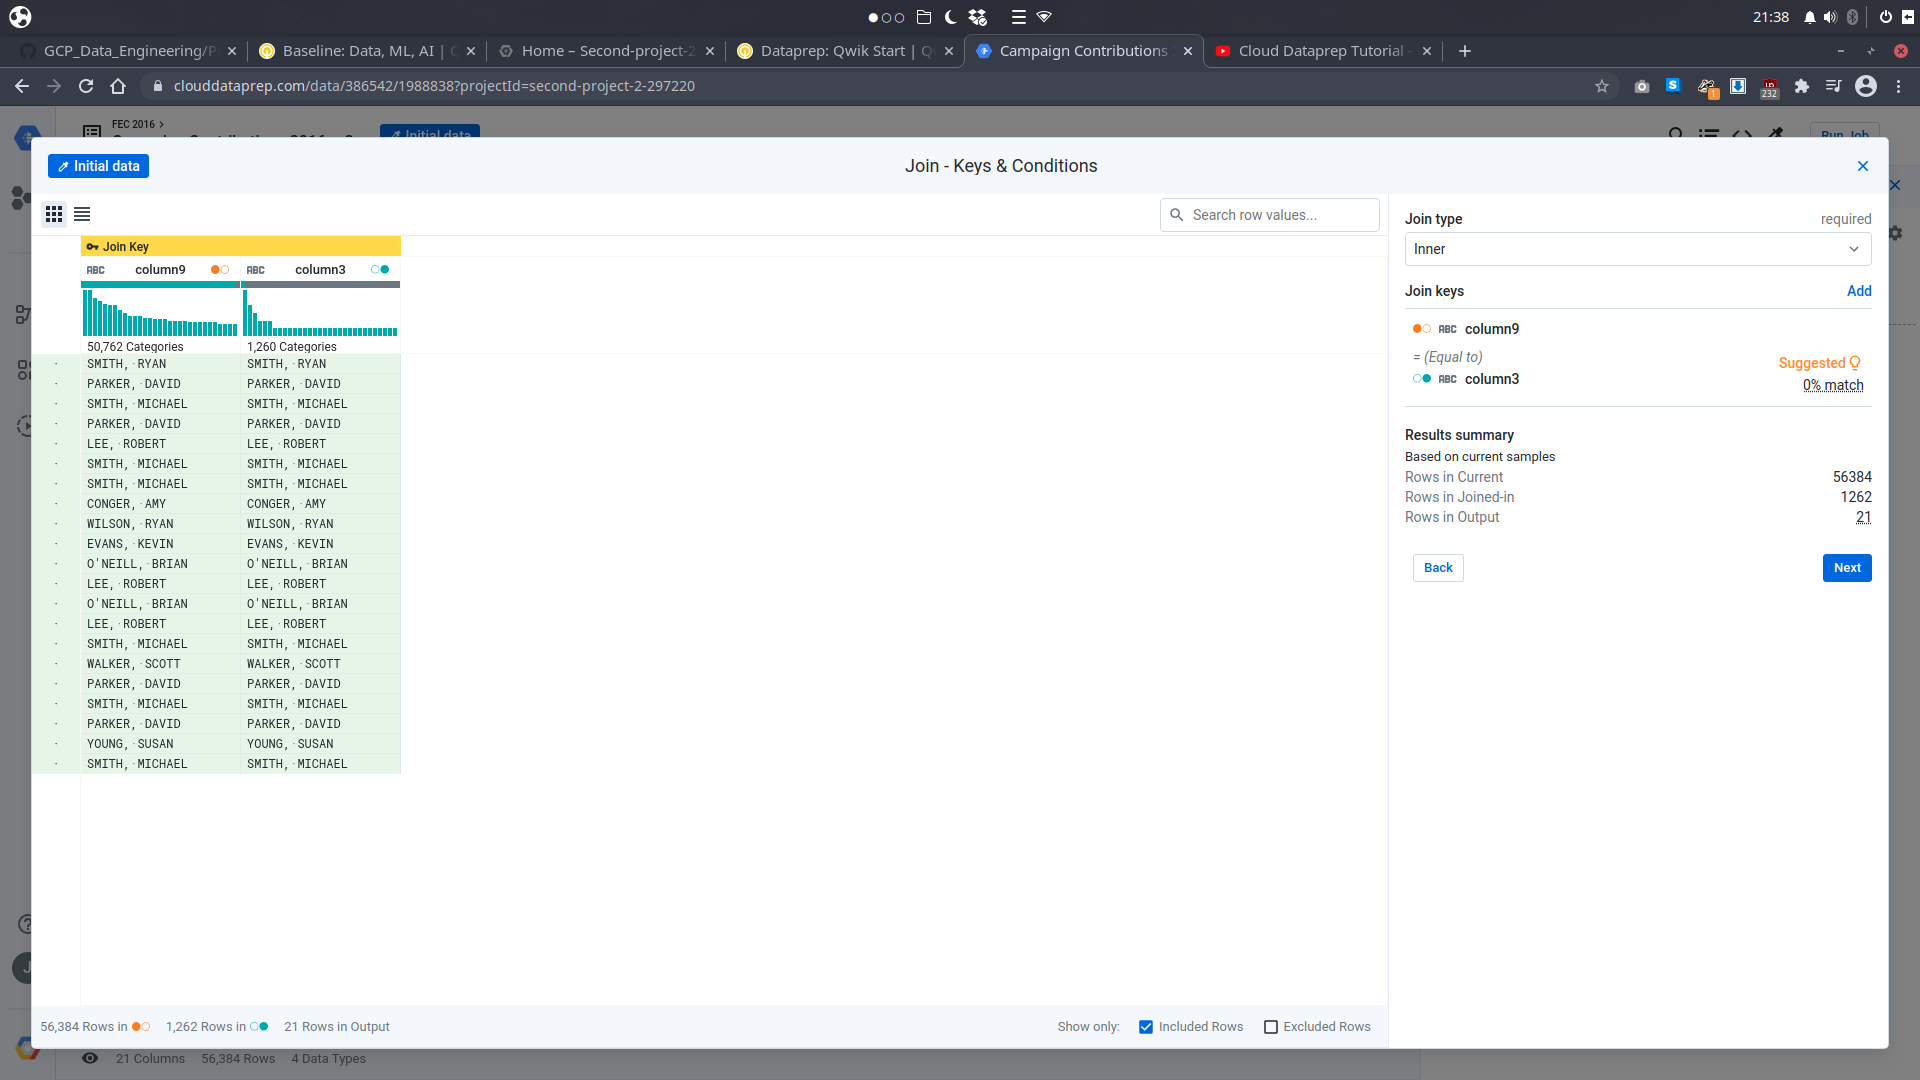 21:38
GCP_Data_Engineering/P
Baseline: Data, ML, AI |
Home – Second-project-2
Dataprep: Qwik Start |
Campaign Contributions
Cloud Dataprep Tutorial
clouddataprep.com/data/386542/1988838?projectId=second-project-2-297220
1
232
FEC 2016
Initial data
Run Job
Initial data
Join - Keys & Conditions
Search row values...
Join Key
ABC column9
ABC column3
50,762 Categories
1,260 Categories
SMITH, RYAN SMITH, RYAN
PARKER, DAVID PARKER, DAVID
SMITH, MICHAEL SMITH, MICHAEL
PARKER, DAVID PARKER, DAVID
LEE, ROBERT LEE, ROBERT
SMITH, MICHAEL SMITH, MICHAEL
SMITH, MICHAEL SMITH, MICHAEL
CONGER, AMY CONGER, AMY
WILSON, RYAN WILSON, RYAN
EVANS, KEVIN EVANS, KEVIN
O'NEILL, BRIAN O'NEILL, BRIAN
LEE, ROBERT LEE, ROBERT
O'NEILL, BRIAN O'NEILL, BRIAN
LEE, ROBERT LEE, ROBERT
SMITH, MICHAEL SMITH, MICHAEL
WALKER, SCOTT WALKER, SCOTT
PARKER, DAVID PARKER, DAVID
SMITH, MICHAEL SMITH, MICHAEL
PARKER, DAVID PARKER, DAVID
YOUNG, SUSAN YOUNG, SUSAN
SMITH, MICHAEL SMITH, MICHAEL
Join type required
Inner
Join keys Add
ABC column9
= (Equal to)
Suggested
ABC column3
0% match
Results summary
Based on current samples
Rows in Current 56384
Rows in Joined-in 1262
Rows in Output 21
Back Next
J
56,384 Rows in
1,262 Rows in
21 Rows in Output
Show only: Included Rows Excluded Rows
21 Columns 56,384 Rows 4 Data Types